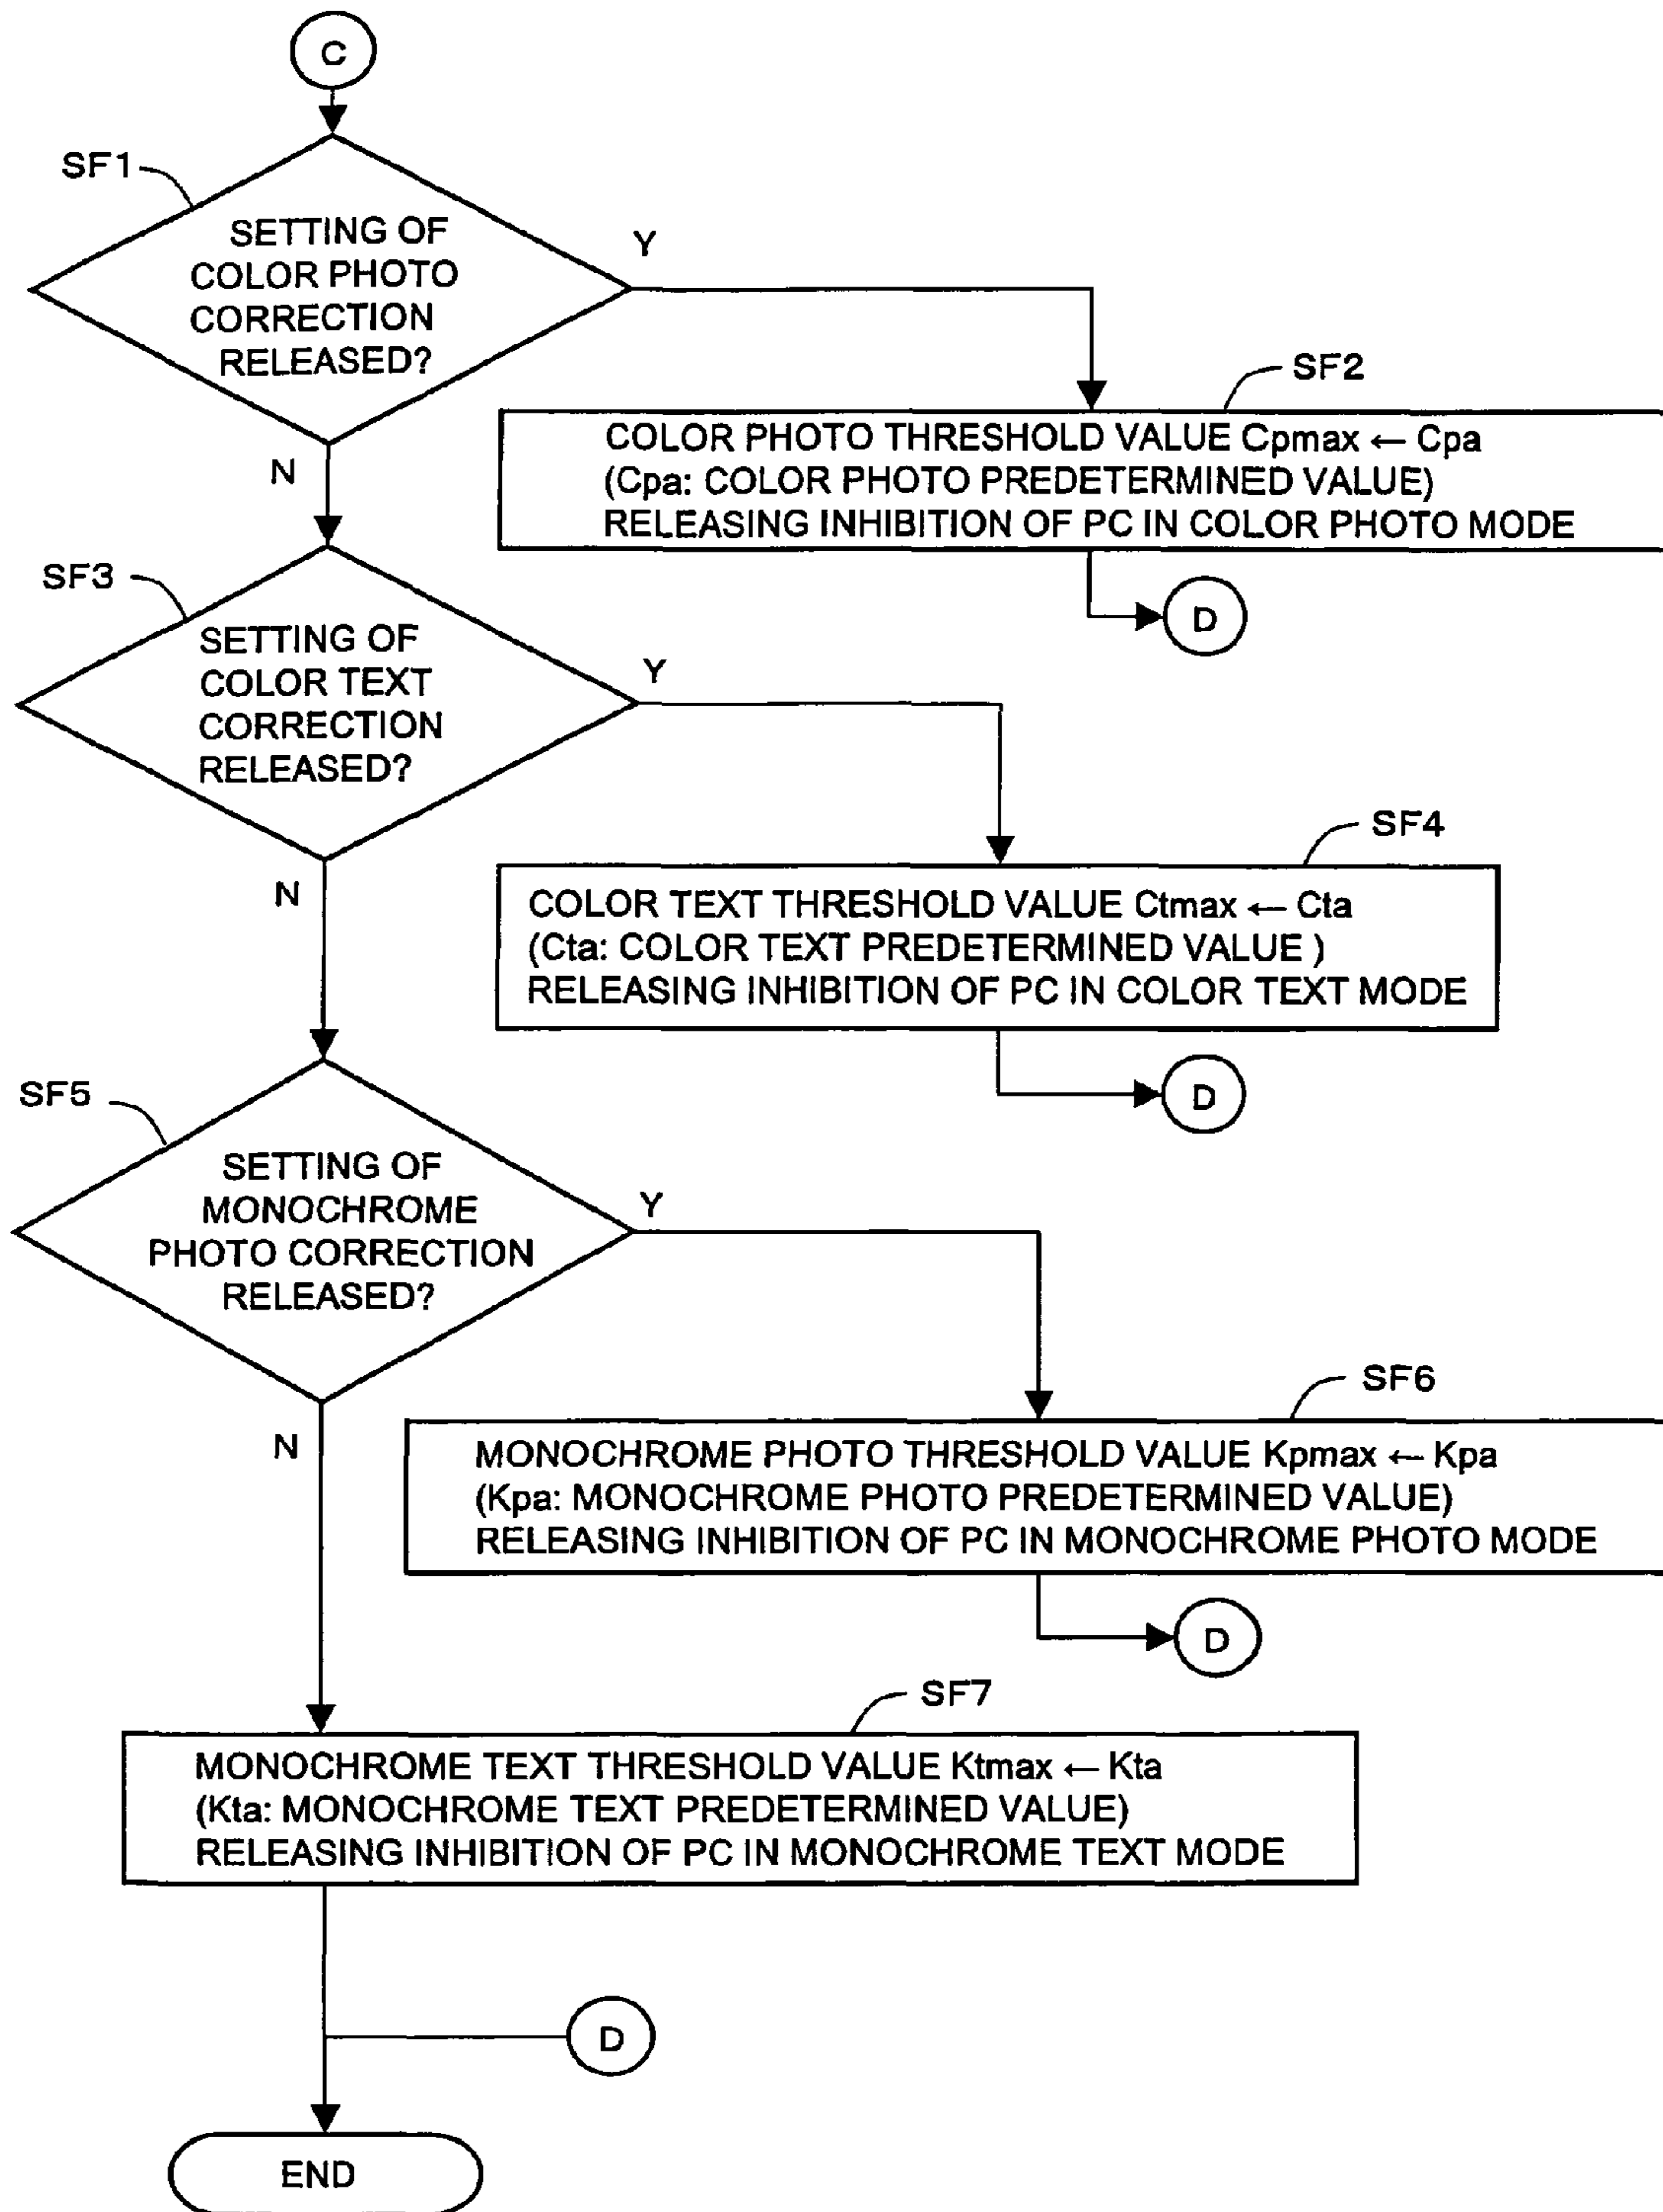 C
SF1
SETTING OF
COLOR PHOTO
CORRECTION
RELEASED?
Y
N
SF2
COLOR PHOTO THRESHOLD VALUE Cpmax ← Cpa
(Cpa: COLOR PHOTO PREDETERMINED VALUE)
RELEASING INHIBITION OF PC IN COLOR PHOTO MODE
D
SF3
SETTING OF
COLOR TEXT
CORRECTION
RELEASED?
Y
N
SF4
COLOR TEXT THRESHOLD VALUE Ctmax ← Cta
(Cta: COLOR TEXT PREDETERMINED VALUE )
RELEASING INHIBITION OF PC IN COLOR TEXT MODE
D
SF5
SETTING OF
MONOCHROME
PHOTO CORRECTION
RELEASED?
Y
N
SF6
MONOCHROME PHOTO THRESHOLD VALUE Kpmax ← Kpa
(Kpa: MONOCHROME PHOTO PREDETERMINED VALUE)
RELEASING INHIBITION OF PC IN MONOCHROME PHOTO MODE
D
SF7
MONOCHROME TEXT THRESHOLD VALUE Ktmax ← Kta
(Kta: MONOCHROME TEXT PREDETERMINED VALUE)
RELEASING INHIBITION OF PC IN MONOCHROME TEXT MODE
D
END